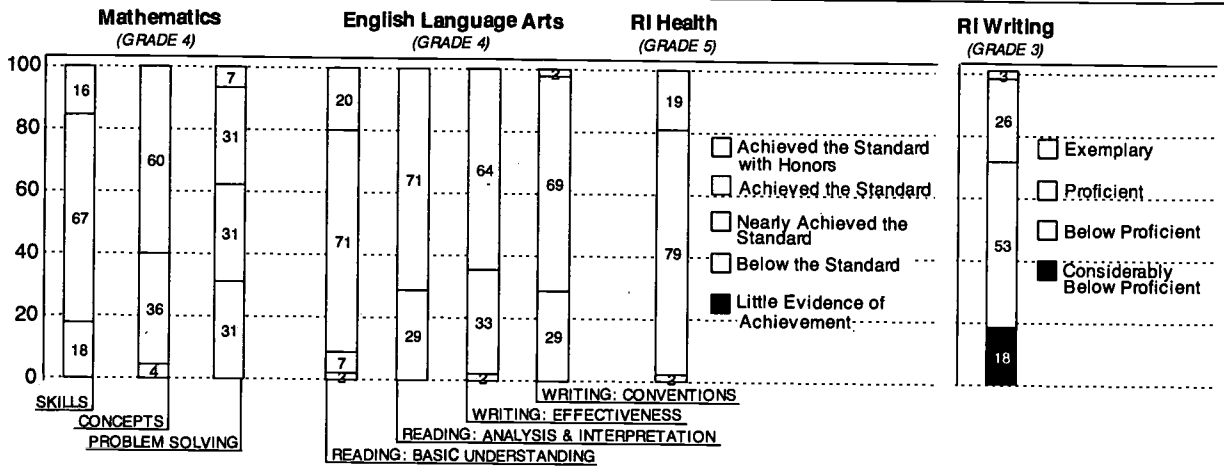 Mathematics
(GRADE 4)
English Language Arts
(GRADE 4)
RI Health
(GRADE 5)
RI Writing
(GRADE 3)
100
80
60
40
20
0
16
67
18
60
36
4
7
31
31
31
20
71
7
2
71
29
64
33
2
2
69
29
19
79
2
3
26
53
18
Achieved the Standard
with Honors
Achieved the Standard
Nearly Achieved the
Standard
Below the Standard
Little Evidence of
Achievement
Exemplary
Proficient
Below Proficient
Considerably
Below Proficient
SKILLS
CONCEPTS
PROBLEM SOLVING
WRITING: CONVENTIONS
WRITING: EFFECTIVENESS
READING: ANALYSIS & INTERPRETATION
READING: BASIC UNDERSTANDING